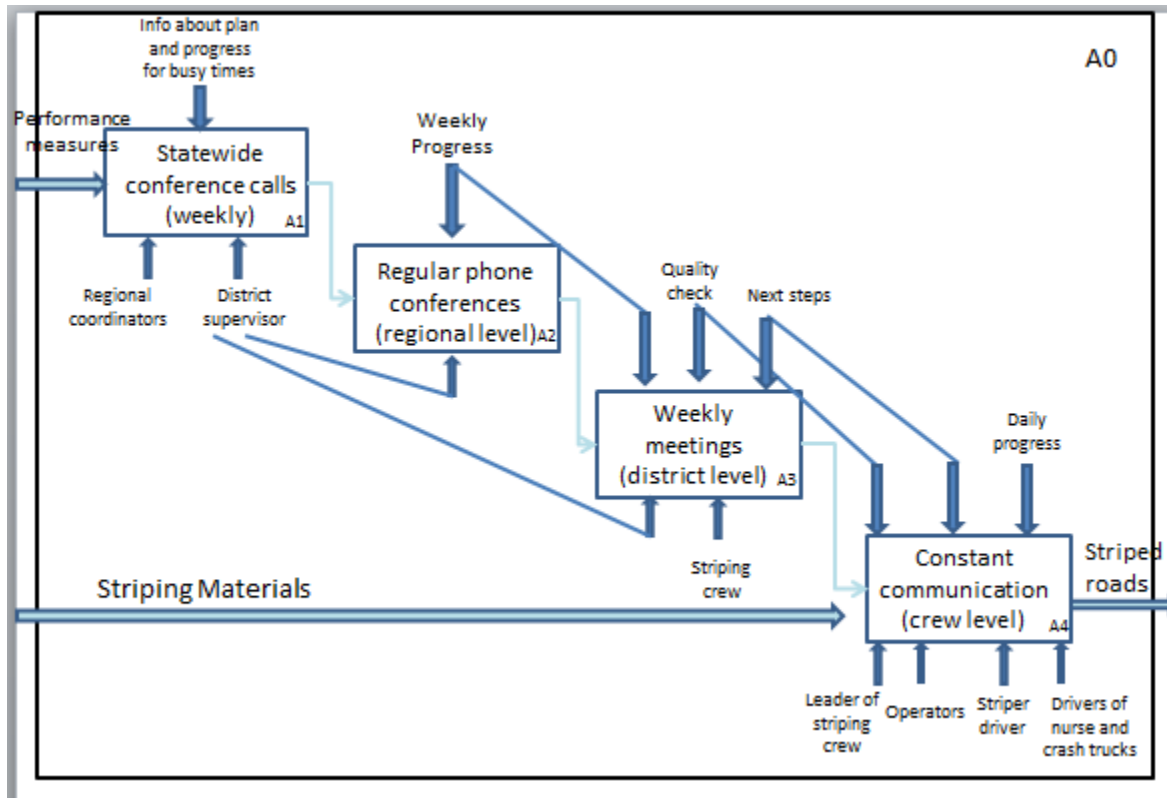 Info about plan
and progress
for busy times
A0
Performance
measures
Statewide
conference calls
(weekly)
A1
Weekly
Progress
Regional
coordinators
District
supervisor
Regular phone
conferences
(regional level)
A2
Quality
check
Next steps
Weekly
meetings
(district level)
A3
Daily
progress
Striping
crew
Striping Materials
Constant
communication
(crew level)
A4
Striped
roads
Leader of
striping
crew
Operators
Striper
driver
Drivers of
nurse and
crash trucks